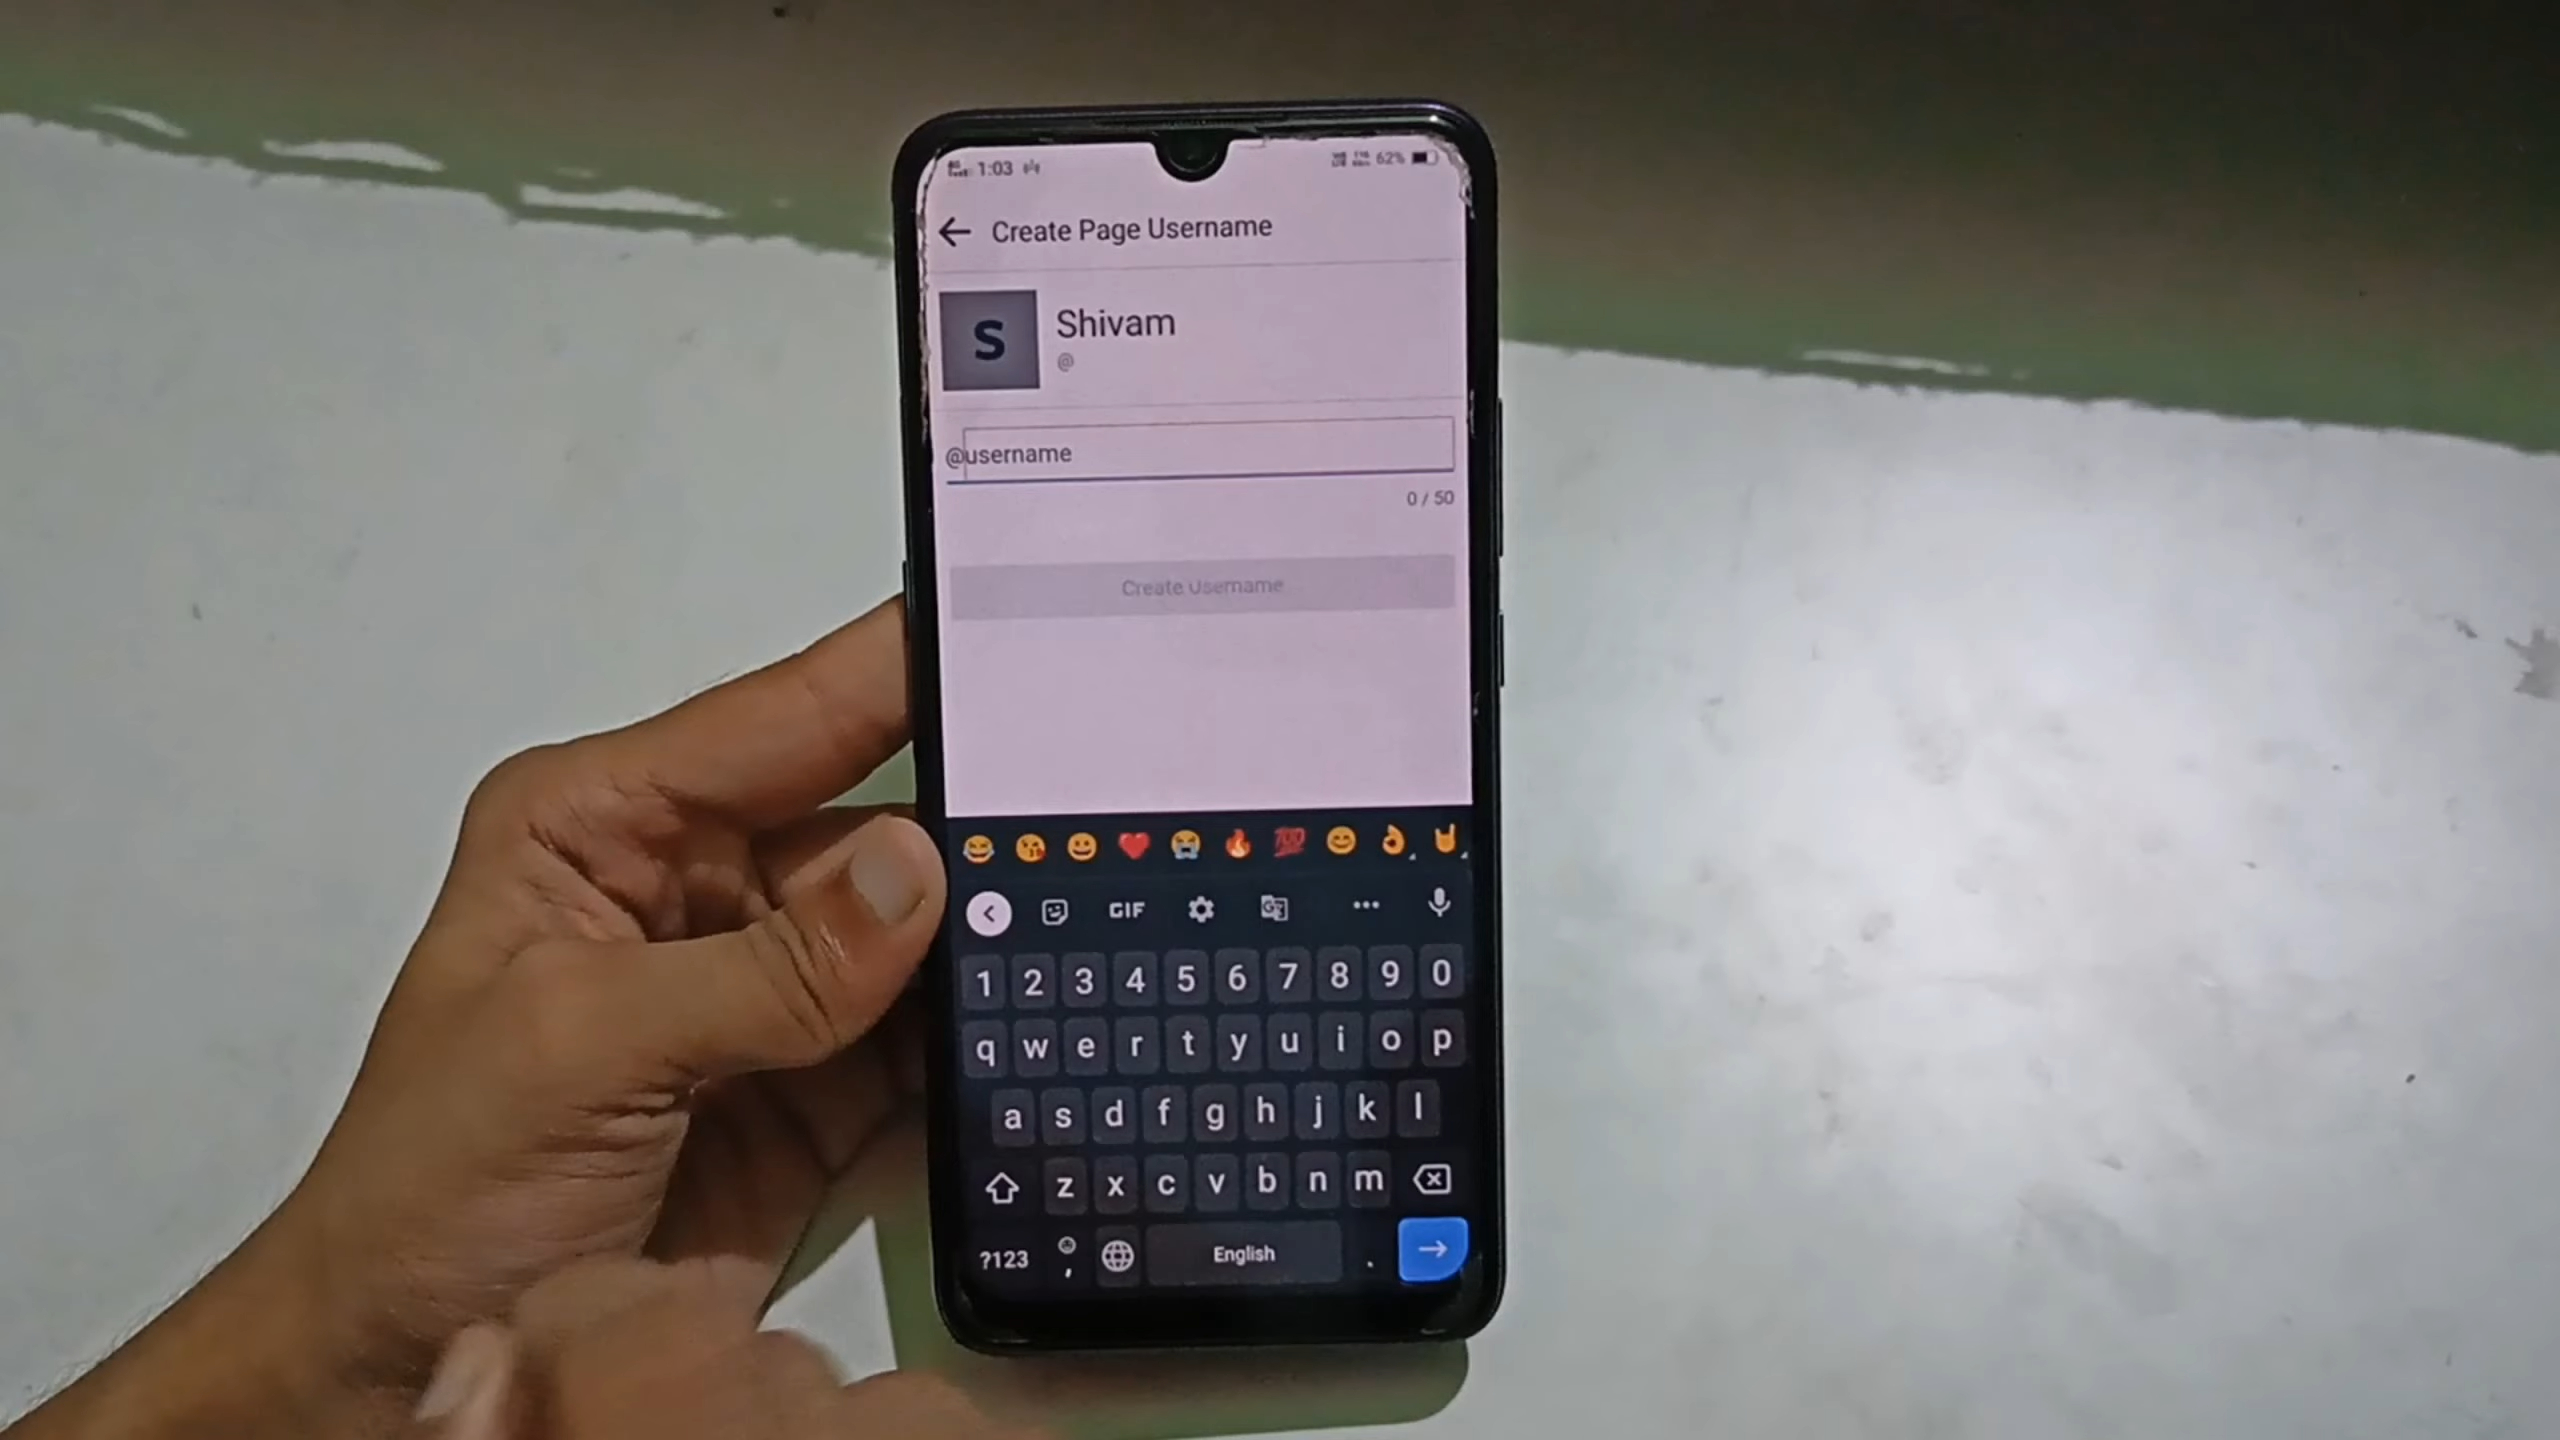 1:03 62%
Create Page Username
S
Shivam
@
@username
0 / 50
Create Username
100
GIF
1 2 3 4 5 6 7 8 9 0
q w e r t y u i o p
a s d f g h j k l
z x c v b n m
?123 , English .